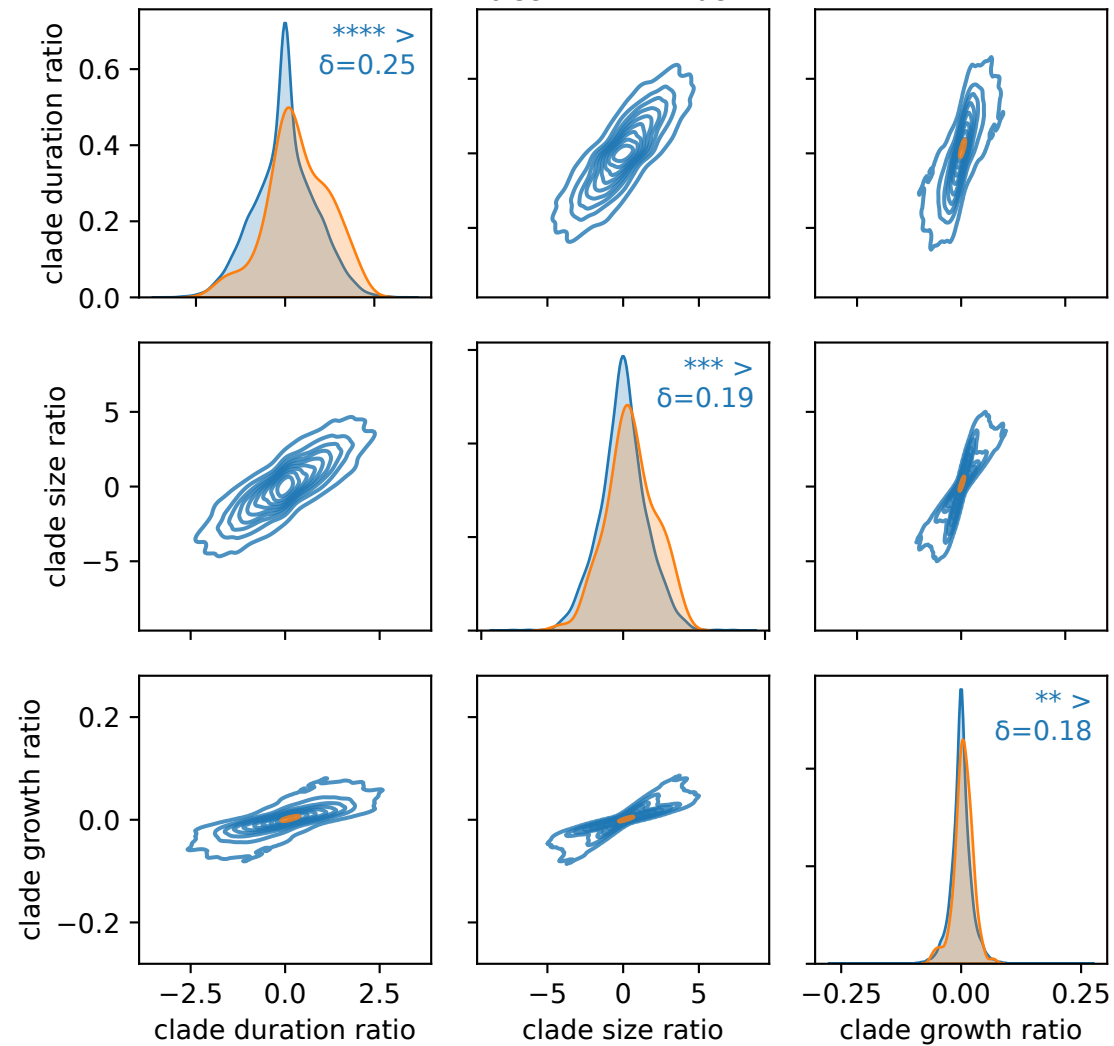 clade duration ratio
0.6
0.4
0.2
0.0
**** >
δ=0.25
clade size ratio
5
0
−5
*** >
δ=0.19
clade growth ratio
0.2
0.0
−0.2
** >
δ=0.18
−2.5 0.0 2.5
clade duration ratio
−5 0 5
clade size ratio
−0.25 0.00 0.25
clade growth ratio